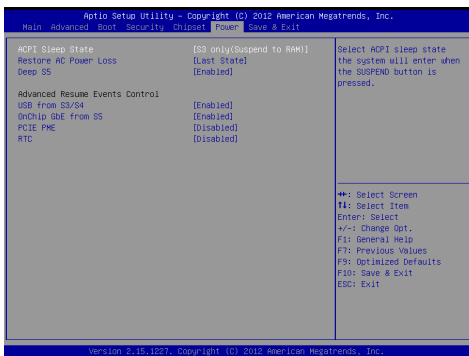 Aptio Setup Utility – Copyright (C) 2012 American Megatrends, Inc.
Main Advanced Boot Security Chipset Power Save & Exit
ACPI Sleep State [S3 only(Suspend to RAM)]
Restore AC Power Loss [Last State]
Deep S5 [Enabled]
Advanced Resume Events Control
USB from S3/S4 [Enabled]
OnChip GbE from S5 [Enabled]
PCIE PME [Disabled]
RTC [Disabled]
Select ACPI sleep state
the system will enter when
the SUSPEND button is
pressed.
↔: Select Screen
↑↓: Select Item
Enter: Select
+/-: Change Opt.
F1: General Help
F7: Previous Values
F9: Optimized Defaults
F10: Save & Exit
ESC: Exit
Version 2.15.1227. Copyright (C) 2012 American Megatrends, Inc.